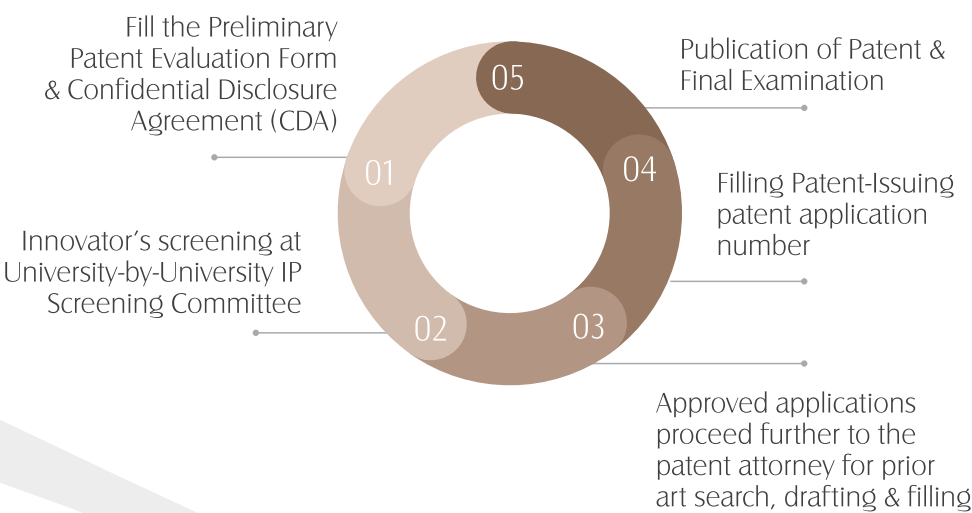 Fill the Preliminary
Patent Evaluation Form
& Confidential Disclosure
Agreement (CDA)
01
Innovator's screening at
University-by-University IP
Screening Committee
02
03
Approved applications
proceed further to the
patent attorney for prior
art search, drafting & filling
04
Filling Patent-Issuing
patent application
number
05
Publication of Patent &
Final Examination